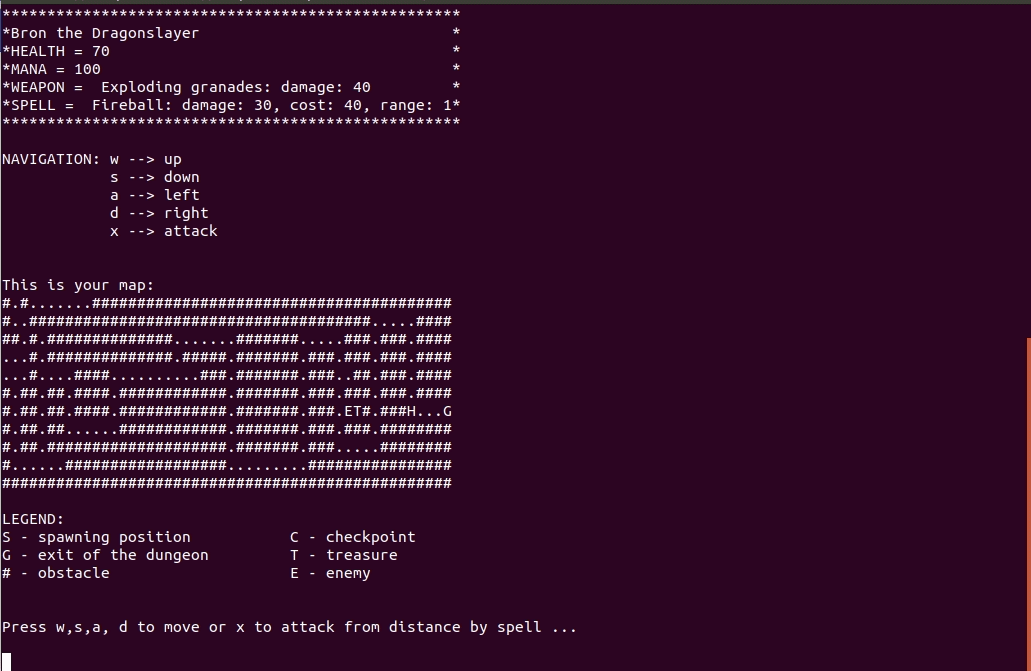 ***************************************************
*Bron the Dragonslayer                            *
*HEALTH = 70                                      *
*MANA = 100                                       *
*WEAPON =  Exploding granades: damage: 40         *
*SPELL =  Fireball: damage: 30, cost: 40, range: 1*
***************************************************
NAVIGATION: w --> up
            s --> down
            a --> left
            d --> right
            x --> attack
This is your map:
#.#.......########################################
#..######################################.....####
##.#.##############.......#######.....###.###.####
...#.##############.#####.#######.###.###.###.####
...#....####..........###.#######.###..##.###.####
#.##.##.####.############.#######.###.###.###.####
#.##.##.####.############.#######.###.ET#.###H...G
#.##.##......############.#######.###.###.########
#.##.####################.#######.###.....########
#......##################.........################
##################################################
LEGEND:
S - spawning position           C - checkpoint
G - exit of the dungeon         T - treasure
# - obstacle                    E - enemy
Press w,s,a, d to move or x to attack from distance by spell ...